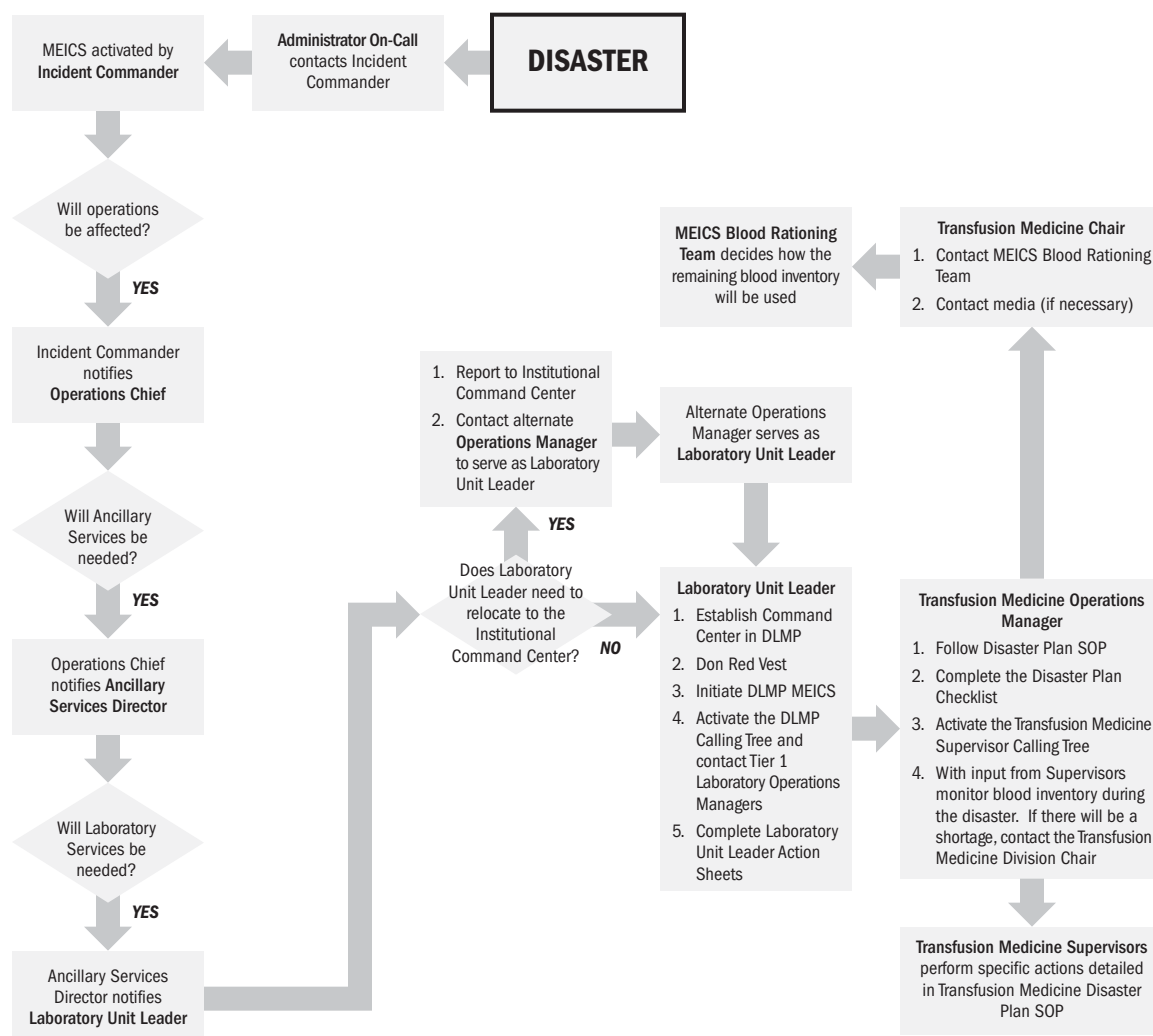 DISASTER
Administrator On-Call
contacts Incident
Commander
MEICS activated by
Incident Commander
Will operations
be affected?
YES
Incident Commander
notifies
Operations Chief
Will Ancillary
Services be
needed?
YES
Operations Chief
notifies Ancillary
Services Director
Will Laboratory
Services be
needed?
YES
Ancillary Services
Director notifies
Laboratory Unit Leader
Does Laboratory
Unit Leader need to
relocate to the
Institutional
Command Center?
YES
NO
1. Report to Institutional
Command Center
2. Contact alternate
Operations Manager
to serve as Laboratory
Unit Leader
Alternate Operations
Manager serves as
Laboratory Unit Leader
Laboratory Unit Leader
1. Establish Command
Center in DLMP
2. Don Red Vest
3. Initiate DLMP MEICS
4. Activate the DLMP
Calling Tree and
contact Tier 1
Laboratory Operations
Managers
5. Complete Laboratory
Unit Leader Action
Sheets
Transfusion Medicine Operations
Manager
1. Follow Disaster Plan SOP
2. Complete the Disaster Plan
Checklist
3. Activate the Transfusion Medicine
Supervisor Calling Tree
4. With input from Supervisors
monitor blood inventory during
the disaster. If there will be a
shortage, contact the Transfusion
Medicine Division Chair
Transfusion Medicine Chair
1. Contact MEICS Blood Rationing
Team
2. Contact media (if necessary)
MEICS Blood Rationing
Team decides how the
remaining blood inventory
will be used
Transfusion Medicine Supervisors
perform specific actions detailed
in Transfusion Medicine Disaster
Plan SOP